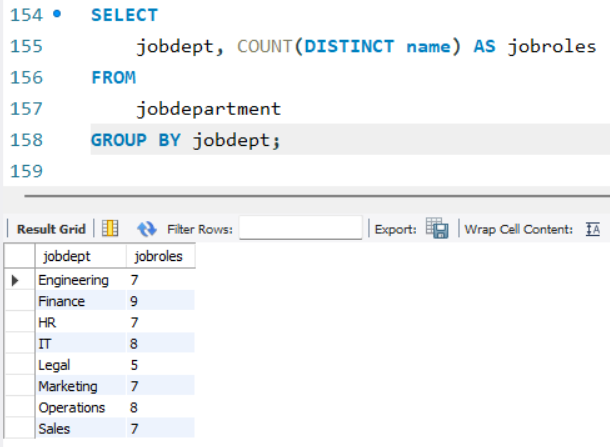 154 SELECT
155 jobdept, COUNT(DISTINCT name) AS jobroles
156 FROM
157 jobdepartment
158 GROUP BY jobdept;
159
Result Grid Filter Rows: Export: Wrap Cell Content: IA
jobdept jobroles
Engineering 7
Finance 9
HR 7
IT 8
Legal 5
Marketing 7
Operations 8
Sales 7